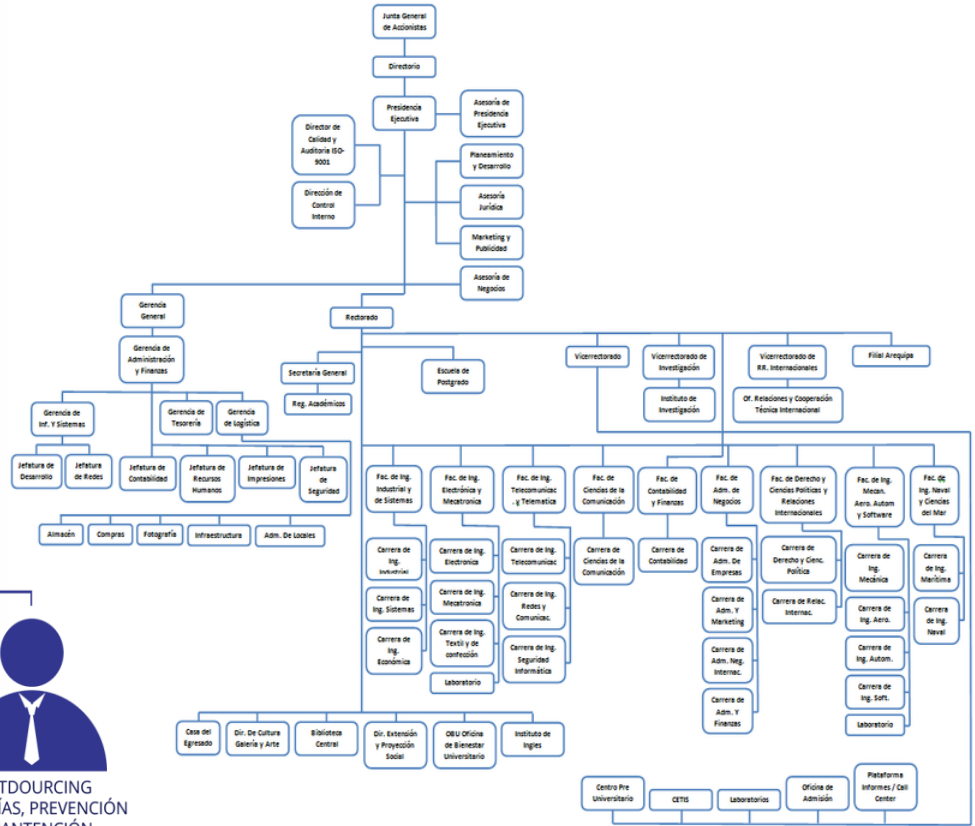 Junta General
de Accionistas
Directorio
Presidencia
Ejecutiva
Asesoría de
Presidencia
Ejecutiva
Director de
Calidad y
Auditoría ISO-
9001
Planeamiento
y Desarrollo
Dirección de
Control
Interno
Asesoría
Jurídica
Marketing y
Publicidad
Asesoría de
Negocios
Gerencia
General
Rectorado
Gerencia de
Administración
y Finanzas
Secretaría General
Reg. Académicos
Escuela de
Postgrado
Vicerrectorado
Vicerrectorado de
Investigación
Instituto de
Investigación
Vicerrectorado de
RR. Internacionales
Of. Relaciones y Cooperación
Técnica Internacional
Filial Arequipa
Gerencia de
Inf. Y Sistemas
Gerencia de
Tesorería
Gerencia
de Logística
Jefatura de
Desarrollo
Jefatura
de Redes
Jefatura de
Contabilidad
Jefatura de
Recursos
Humanos
Jefatura de
Impresiones
Jefatura
de
Seguridad
Almacén
Compras
Fotografía
Infraestructura
Adm. De Locales
Fac. de Ing.
Industrial y
de Sistemas
Fac. de Ing.
Electrónica y
Mecatronica
Fac. de Ing.
Telecomunicac
. y Telematica
Fac. de
Ciencias de la
Comunicación
Fac. de
Contabilidad
y Finanzas
Fac. de
Adm. de
Negocios
Fac. de Derecho y
Ciencias Políticas y
Relaciones
Internacionales
Fac. de Ing.
Mecan.
Aero. Autom
y Software
Fac. de
Ing. Naval
y Ciencias
del Mar
Carrera de
Ing.
Industrial
Carrera de
Ing. Sistemas
Carrera de
Ing.
Económica
Carrera de Ing.
Electronica
Carrera de Ing.
Mecatronica
Carrera de Ing.
Textil y de
confección
Laboratorio
Carrera de Ing.
Telecomunicac
Carrera de Ing.
Redes y
Comunicac.
Carrera de Ing.
Seguridad
Informática
Carrera de
Ciencias de la
Comunicación
Carrera de
Contabilidad
Carrera de
Adm. De
Empresas
Carrera de
Adm. Y
Marketing
Carrera de
Adm. Neg.
Internac.
Carrera de
Adm. Y
Finanzas
Carrera de
Derecho y Cienc.
Política
Carrera de Relac.
Internac.
Carrera de
Ing.
Mecánica
Carrera de
Ing. Aero.
Carrera de
Ing. Autom.
Carrera de
Ing. Soft.
Laboratorio
Carrera
de Ing.
Marítima
Carrera
de Ing.
Naval
Casa del
Egresado
Dir. De Cultura
Galería y Arte
Biblioteca
Central
Dir. Extensión
y Proyección
Social
OBU Oficina
de Bienestar
Universitario
Instituto de
Ingles
Centro Pre
Universitario
CETIS
Laboratorios
Oficina de
Admisión
Plataforma
Informes / Call
Center
TDOURCING
ÍAS, PREVENCIÓN
ANTENCIÓN